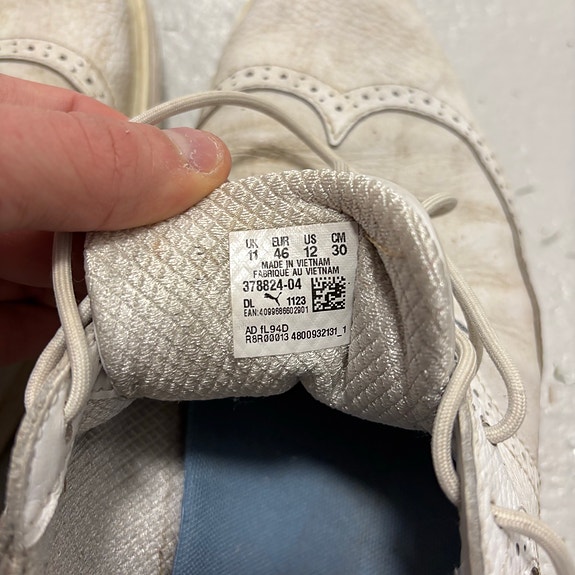 UK EUR US CM
11 46 12 30
MADE IN VIETNAM
FABRIQUÉ AU VIETNAM
378824-04
DL 1123
EAN:4099686602901
AD fL94D
R8R00013 4800932131_1